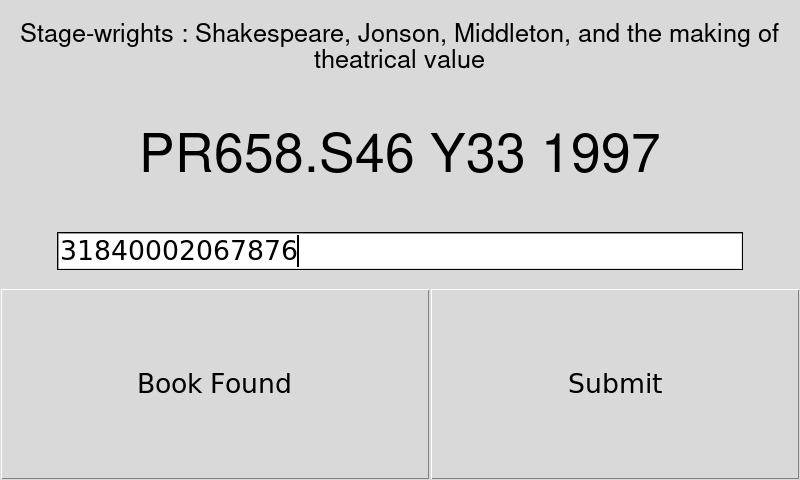 Stage-wrights : Shakespeare, Jonson, Middleton, and the making of
theatrical value
PR658.S46 Y33 1997
31840002067876
Book Found
Submit